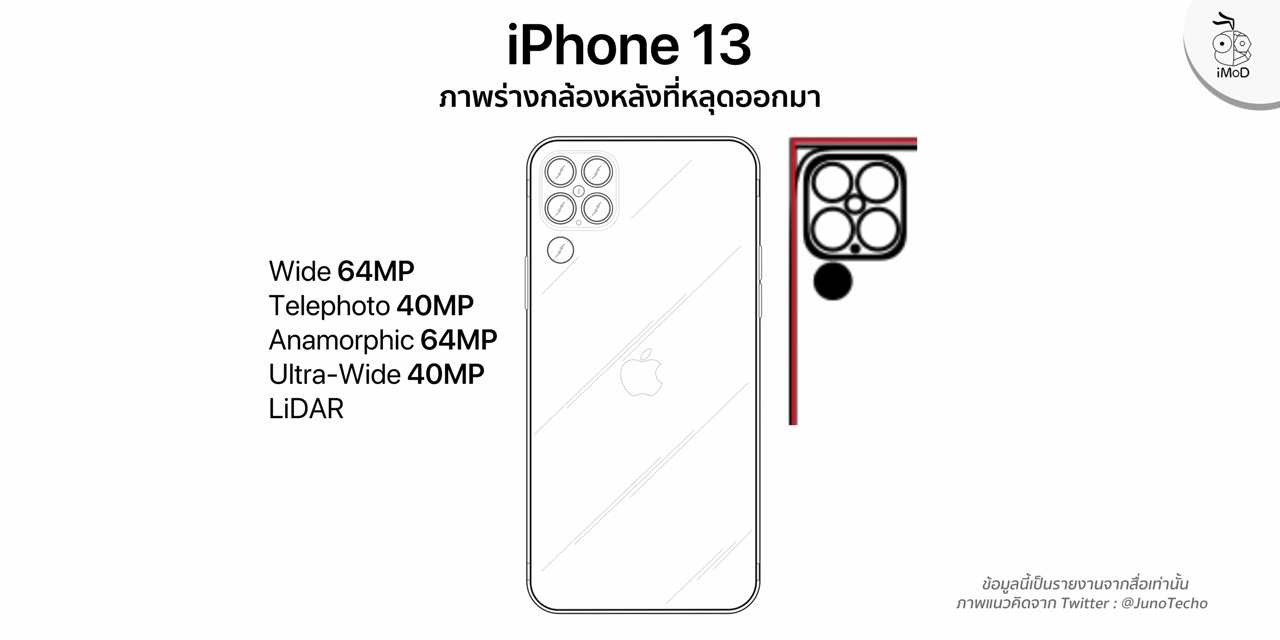 iPhone 13
ภาพร่างกล้องหลังที่หลุดออกมา
iMoD
Wide 64MP
Telephoto 40MP
Anamorphic 64MP
Ultra-Wide 40MP
LiDAR
ข้อมูลนี้เป็นรายงานจากสื่อเท่านั้น
ภาพแนวคิดจาก Twitter : @JunoTecho